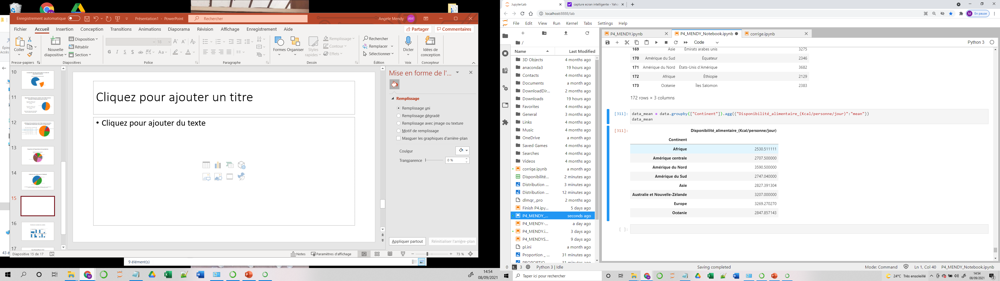 Enregistrement automatique
Présentation1 - PowerPoint
Rechercher
Angele Mendy
AM
Fichier
Accueil
Insertion
Conception
Transitions
Animations
Diaporama
Révision
Affichage
Enregistrement
Aide
Partager
Commentaires
Coller
Nouvelle
diapositive
Disposition
Rétablir
Section
18
G I S S ab AV Aa A
Formes
Organiser
Styles
rapides
Remplissage
Contour
Effets
Rechercher
Remplacer
Sélectionner
Dicter
Idées de
conception
Presse-papiers
Diapositives
Police
Paragraphe
Dessin
Édition
Voix
Concepteur
10
11
12
13
14
15
16
17
Cliquez pour ajouter un titre
• Cliquez pour ajouter du texte
Mise en forme de l'...
Remplissage
Remplissage uni
Remplissage dégradé
Remplissage avec image ou texture
Motif de remplissage
Masquer les graphiques d'arrière-plan
Couleur
Transparence
0 %
Appliquer partout
Réinitialiser l'arrière-plan
Diapositive 15 de 17
Notes
Paramètres d'affichage
73 %
9 élément(s)
14:54
08/09/2021
JupyterLab
capture ecran intelligente - Yaho
localhost:8888/lab
M
En pause
File
Edit
View
Run
Kernel
Tabs
Settings
Help
/
Name
Last Modified
3D Objects 4 months ago
anaconda3 19 hours ago
Contacts 4 months ago
Documents a month ago
DownloadDir... 2 months ago
Downloads 19 hours ago
Favorites 4 months ago
General 3 months ago
Links 4 months ago
Music 4 months ago
OneDrive a month ago
Saved Games 4 months ago
Searches 4 months ago
Videos 4 months ago
corrige.ipynb a month ago
Disponibilité... 2 minutes ago
Distribution ... 3 minutes ago
Distribution ... 12 minutes ago
dlmgr_.pro 2 months ago
Finish P4.ipy... 5 days ago
P4_MENDY_... seconds ago
P4_MENDY-... a day ago
P4_MENDY.i... 3 days ago
P4_MENDYS... 9 days ago
pl.ini a month ago
Proportion _ ... 31 minutes ago
P4_MENDY.ipynb
P4_MENDY_Notebook.ipynb
corrige.ipynb
Code
Python 3
169 Asie Émirats arabes unis 3275
170 Amérique du Sud Équateur 2346
171 Amérique du Nord États-Unis d'Amérique 3682
172 Afrique Éthiopie 2129
173 Océanie Îles Salomon 2383
172 rows × 3 columns
[311]: data_mean = data.groupby(["Continent"]).agg({"Disponibilité_alimentaire_(Kcal/personne/jour)":"mean"})
data_mean
[311]: Disponibilité_alimentaire_(Kcal/personne/jour)
Continent
Afrique 2530.511111
Amérique centrale 2707.500000
Amérique du Nord 3590.500000
Amérique du Sud 2747.040000
Asie 2827.391304
Australie et Nouvelle-Zélande 3207.000000
Europe 3269.270270
Océanie 2847.857143
[ ]:
0
3
Python 3 | Idle
Saving completed
Mode: Command
Ln 1, Col 40
P4_MENDY_Notebook.ipynb
Taper ici pour rechercher
24°C Très ensoleillé
14:54
08/09/2021